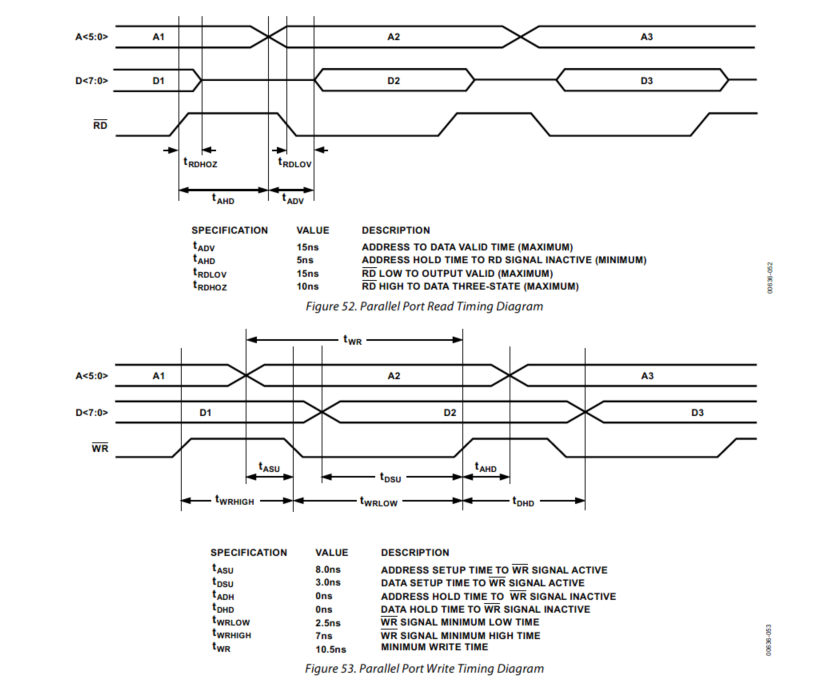 A<5:0> A1 A2 A3
D<7:0> D1 D2 D3
RD
tRDHOZ tRDLOV
tAHD tADV
SPECIFICATION VALUE DESCRIPTION
tADV 15ns ADDRESS TO DATA VALID TIME (MAXIMUM)
tAHD 5ns ADDRESS HOLD TIME TO RD SIGNAL INACTIVE (MINIMUM)
tRDLOV 15ns RD LOW TO OUTPUT VALID (MAXIMUM)
tRDHOZ 10ns RD HIGH TO DATA THREE-STATE (MAXIMUM)
00636-052
Figure 52. Parallel Port Read Timing Diagram
tWR
A<5:0> A1 A2 A3
D<7:0> D1 D2 D3
WR
tASU tAHD
tDSU
tWRHIGH tWRLOW tDHD
SPECIFICATION VALUE DESCRIPTION
tASU 8.0ns ADDRESS SETUP TIME TO WR SIGNAL ACTIVE
tDSU 3.0ns DATA SETUP TIME TO WR SIGNAL ACTIVE
tADH 0ns ADDRESS HOLD TIME TO WR SIGNAL INACTIVE
tDHD 0ns DATA HOLD TIME TO WR SIGNAL INACTIVE
tWRLOW 2.5ns WR SIGNAL MINIMUM LOW TIME
tWRHIGH 7ns WR SIGNAL MINIMUM HIGH TIME
tWR 10.5ns MINIMUM WRITE TIME
00636-053
Figure 53. Parallel Port Write Timing Diagram